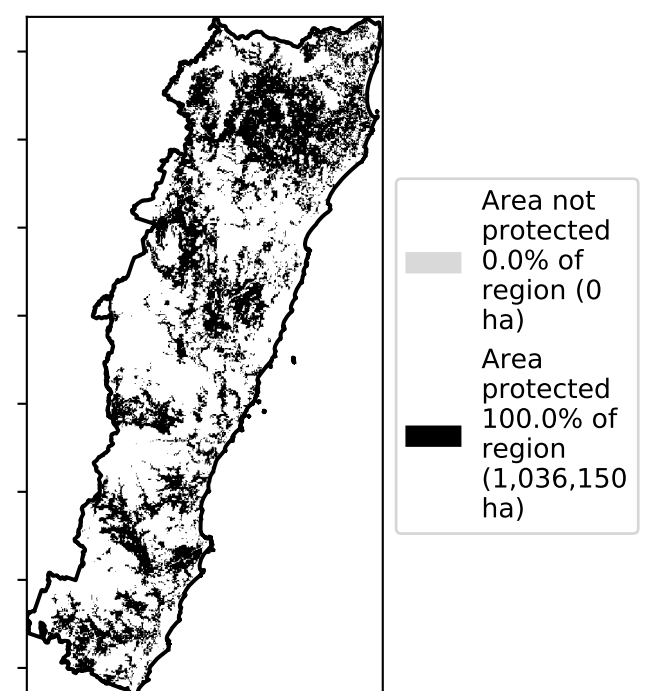 Area not
protected
0.0% of
region (0
ha)
Area
protected
100.0% of
region
(1,036,150
ha)